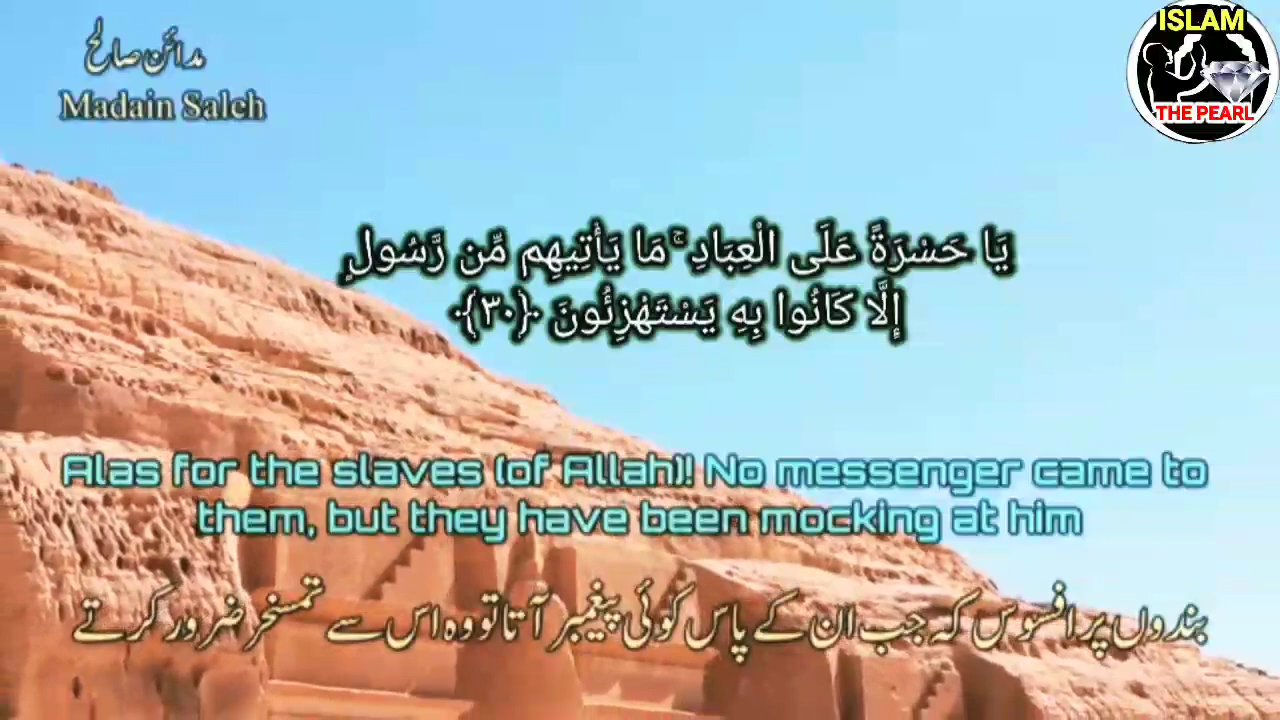 مدائن صالح
Madain Saleh
ISLAM
THE PEARL
يَا حَسْرَةً عَلَى الْعِبَادِ ۚ مَا يَأْتِيهِم مِّن رَّسُولٍ
إِلَّا كَانُوا بِهِ يَسْتَهْزِئُونَ ﴿٣٠﴾
Alas for the slaves (of Allah)! No messenger came to
them, but they have been mocking at him
بندوں پر افسوس کہ جب ان کے پاس کوئی پیغمبر آتا تو وہ اس سے تمسخر ضرور کرتے